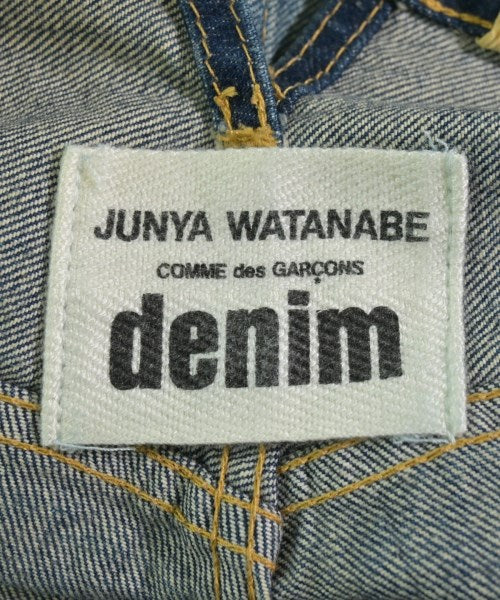 JUNYA WATANABE
COMME des GARÇONS
denim